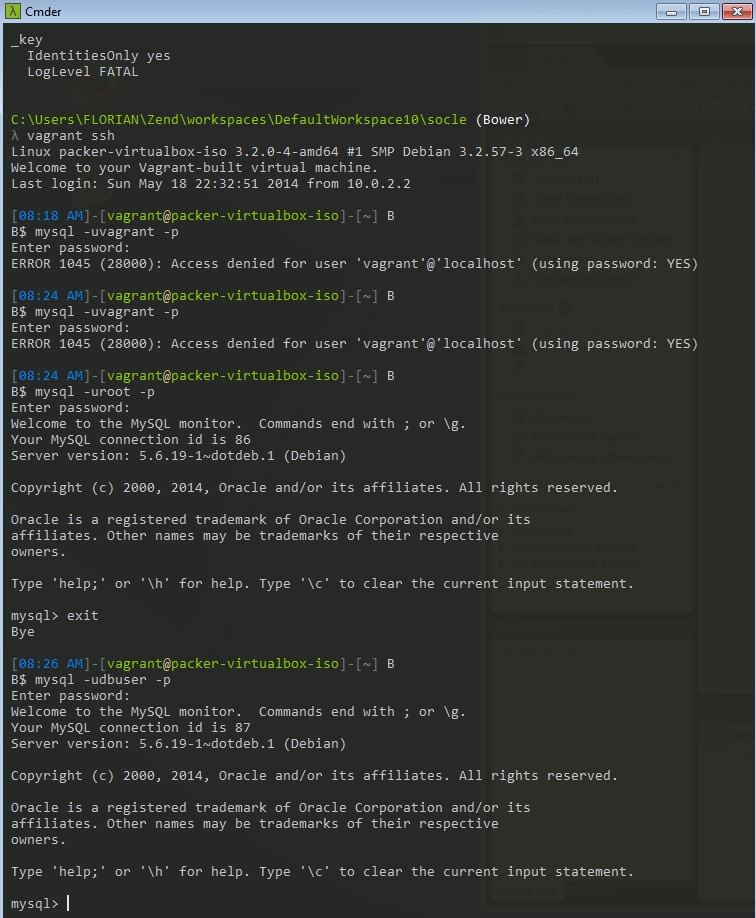 Cmder
_key
IdentitiesOnly yes
LogLevel FATAL
C:\Users\FLORIAN\Zend\workspaces\DefaultWorkspace10\socle (Bower)
λ vagrant ssh
Linux packer-virtualbox-iso 3.2.0-4-amd64 #1 SMP Debian 3.2.57-3 x86_64
Welcome to your Vagrant-built virtual machine.
Last login: Sun May 18 22:32:51 2014 from 10.0.2.2
[08:18 AM]-[vagrant@packer-virtualbox-iso]-[~] B
B$ mysql -uvagrant -p
Enter password:
ERROR 1045 (28000): Access denied for user 'vagrant'@'localhost' (using password: YES)
[08:24 AM]-[vagrant@packer-virtualbox-iso]-[~] B
B$ mysql -uvagrant -p
Enter password:
ERROR 1045 (28000): Access denied for user 'vagrant'@'localhost' (using password: YES)
[08:24 AM]-[vagrant@packer-virtualbox-iso]-[~] B
B$ mysql -uroot -p
Enter password:
Welcome to the MySQL monitor.  Commands end with ; or \g.
Your MySQL connection id is 86
Server version: 5.6.19-1~dotdeb.1 (Debian)
Copyright (c) 2000, 2014, Oracle and/or its affiliates. All rights reserved.
Oracle is a registered trademark of Oracle Corporation and/or its
affiliates. Other names may be trademarks of their respective
owners.
Type 'help;' or '\h' for help. Type '\c' to clear the current input statement.
mysql> exit
Bye
[08:26 AM]-[vagrant@packer-virtualbox-iso]-[~] B
B$ mysql -udbuser -p
Enter password:
Welcome to the MySQL monitor.  Commands end with ; or \g.
Your MySQL connection id is 87
Server version: 5.6.19-1~dotdeb.1 (Debian)
Copyright (c) 2000, 2014, Oracle and/or its affiliates. All rights reserved.
Oracle is a registered trademark of Oracle Corporation and/or its
affiliates. Other names may be trademarks of their respective
owners.
Type 'help;' or '\h' for help. Type '\c' to clear the current input statement.
mysql>